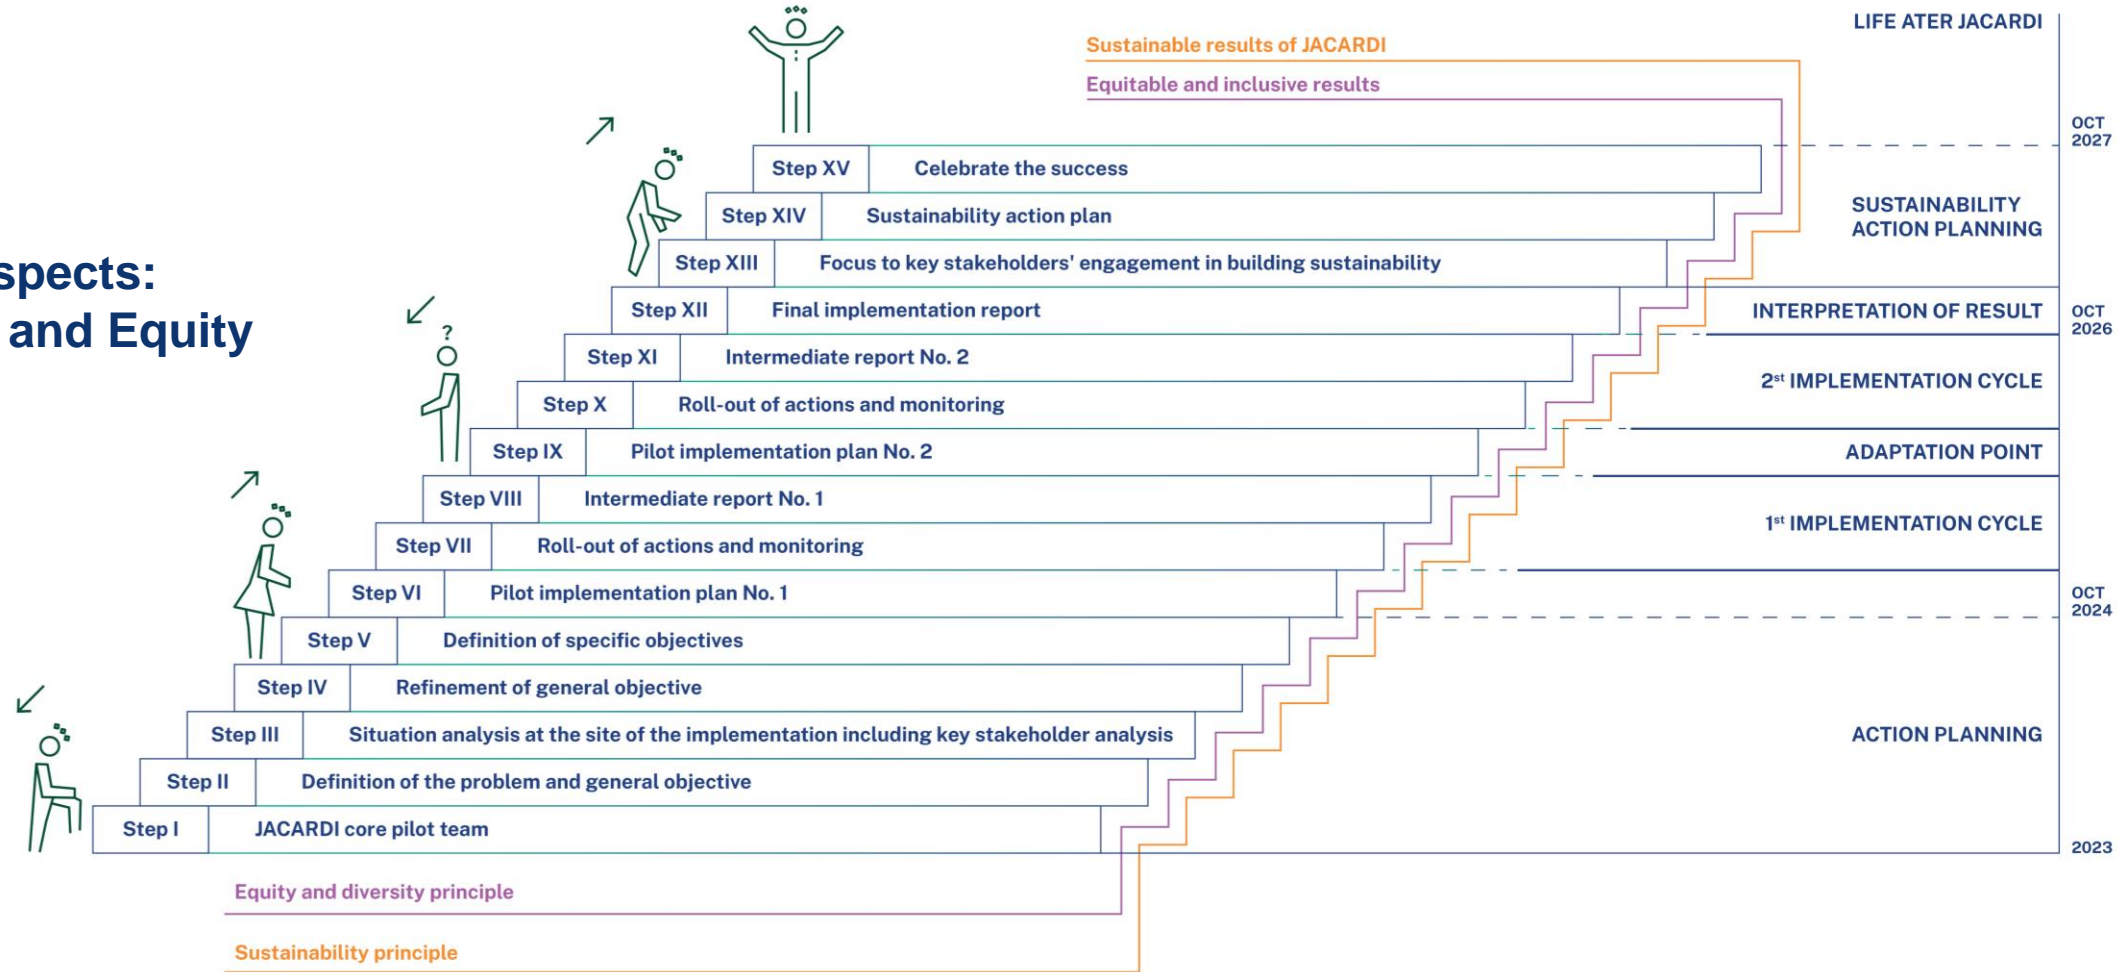 LIFE ATER JACARDI
Sustainable results of JACARDI
Equitable and inclusive results
OCT
2027
Step XV Celebrate the success
Step XIV Sustainability action plan
SUSTAINABILITY
ACTION PLANNING
Step XIII Focus to key stakeholders' engagement in building sustainability
spects:
and Equity
Step XII Final implementation report
INTERPRETATION OF RESULT
OCT
2026
?
Step XI Intermediate report No. 2
2st IMPLEMENTATION CYCLE
Step X Roll-out of actions and monitoring
Step IX Pilot implementation plan No. 2
ADAPTATION POINT
Step VIII Intermediate report No. 1
1st IMPLEMENTATION CYCLE
Step VII Roll-out of actions and monitoring
Step VI Pilot implementation plan No. 1
OCT
2024
Step V Definition of specific objectives
Step IV Refinement of general objective
Step III Situation analysis at the site of the implementation including key stakeholder analysis
ACTION PLANNING
Step II Definition of the problem and general objective
Step I JACARDI core pilot team
2023
Equity and diversity principle
Sustainability principle